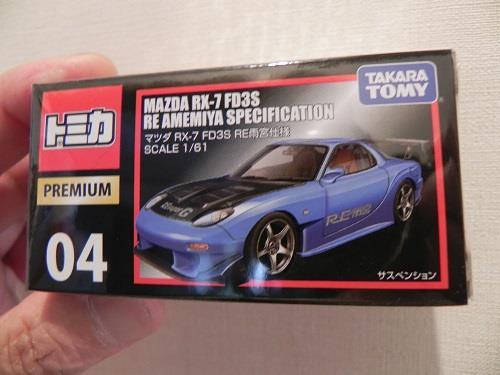 トミカ
PREMIUM
04
MAZDA RX-7 FD3S
RE AMEMIYA SPECIFICATION
マツダ RX-7 FD3S RE雨宮仕様
SCALE 1/61
TAKARA
TOMY
サスペンション